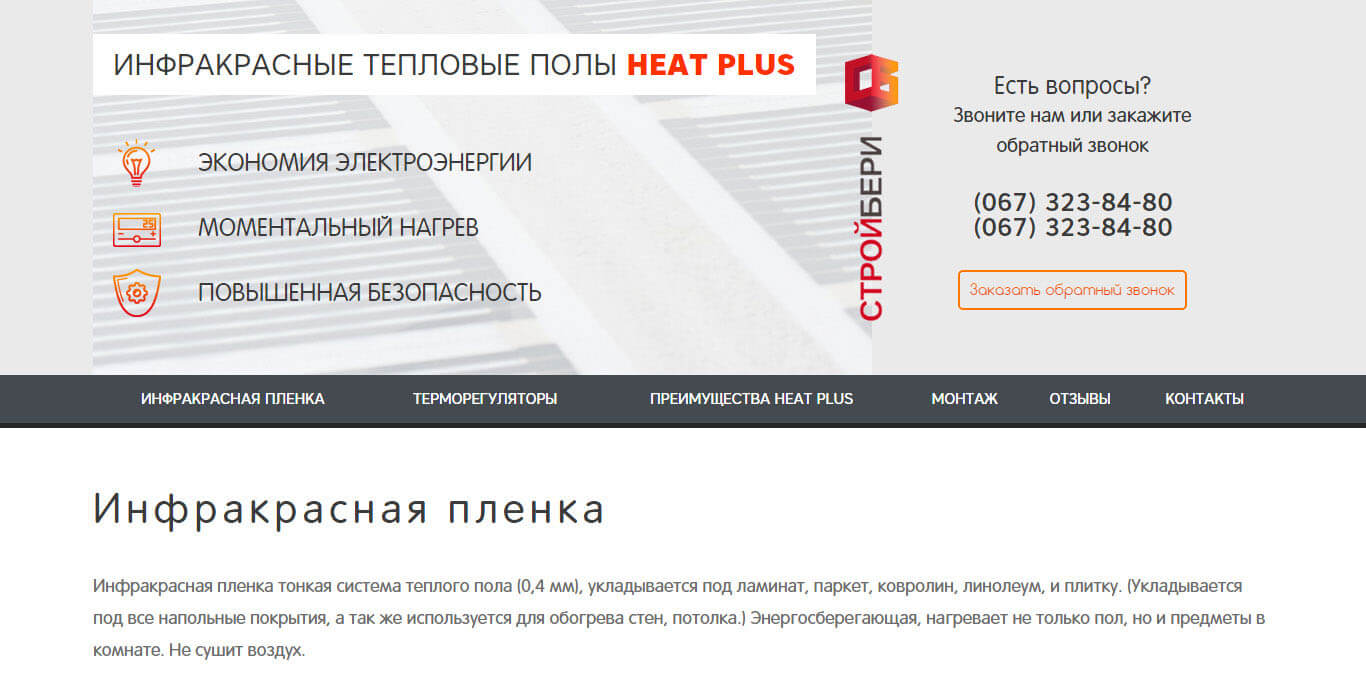 ИНФРАКРАСНЫЕ ТЕПЛОВЫЕ ПОЛЫ HEAT PLUS
ЭКОНОМИЯ ЭЛЕКТРОЭНЕРГИИ
25
МОМЕНТАЛЬНЫЙ НАГРЕВ
ПОВЫШЕННАЯ БЕЗОПАСНОСТЬ
СТРОЙБЕРИ
Есть вопросы?
Звоните нам или закажите
обратный звонок
(067) 323-84-80
(067) 323-84-80
Заказать обратный звонок
ИНФРАКРАСНАЯ ПЛЕНКА ТЕРМОРЕГУЛЯТОРЫ ПРЕИМУЩЕСТВА HEAT PLUS МОНТАЖ ОТЗЫВЫ КОНТАКТЫ
Инфракрасная пленка
Инфракрасная пленка тонкая система теплого пола (0,4 мм), укладывается под ламинат, паркет, ковролин, линолеум, и плитку. (Укладывается
под все напольные покрытия, а так же используется для обогрева стен, потолка.) Энергосберегающая, нагревает не только пол, но и предметы в
комнате. Не сушит воздух.